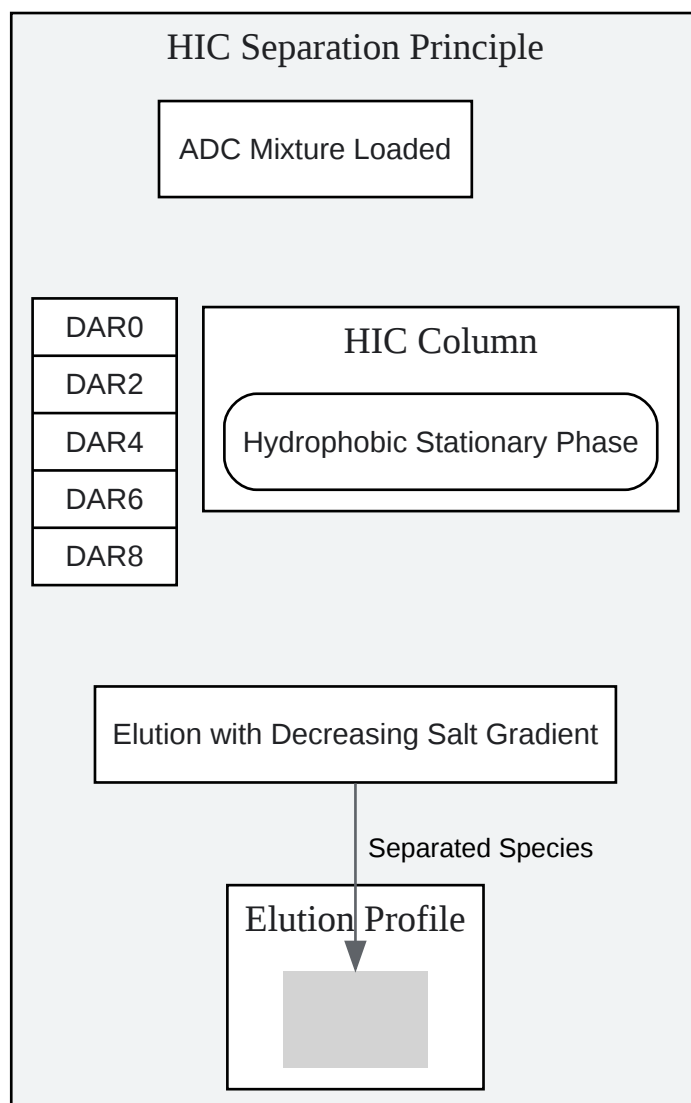 HIC Separation Principle
ADC Mixture Loaded
DAR0
DAR2
DAR4
DAR6
DAR8
HIC Column
Hydrophobic Stationary Phase
Elution with Decreasing Salt Gradient
Separated Species
Elution Profile